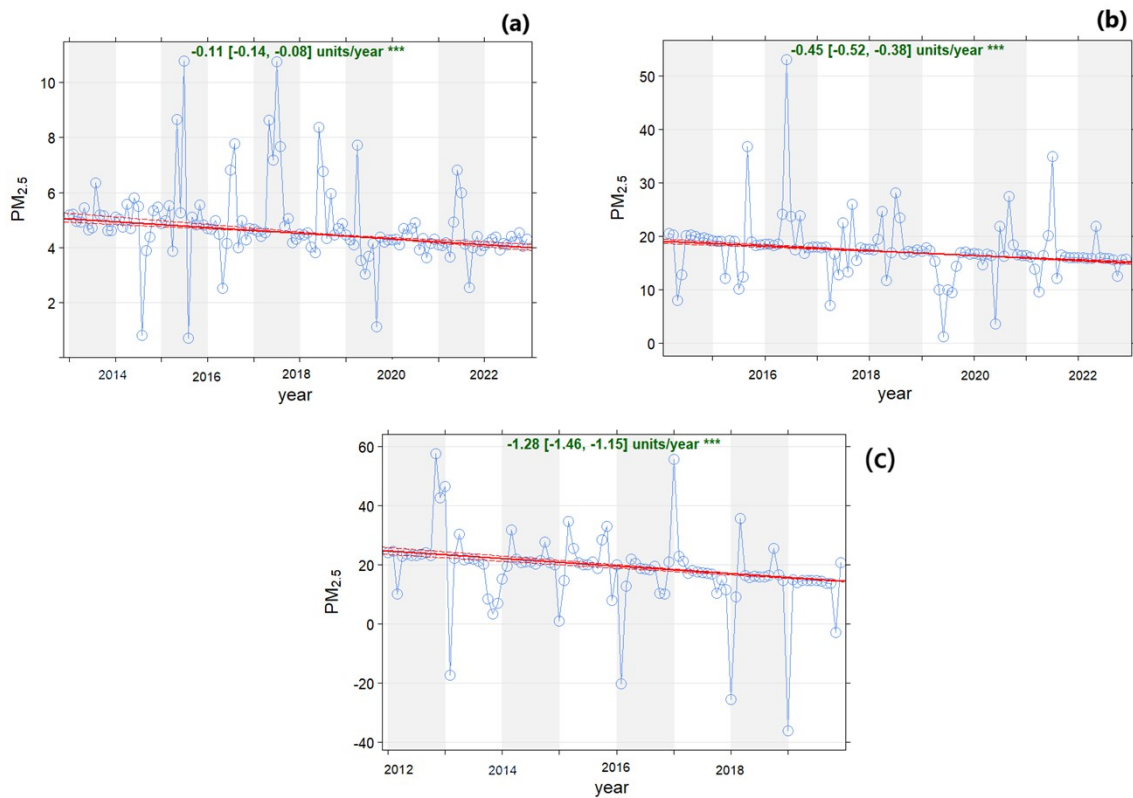 (a)
-0.11 [-0.14, -0.08] units/year ***
10
8
6
4
2
PM2.5
2014 2016 2018 2020 2022
year
(b)
-0.45 [-0.52, -0.38] units/year ***
50
40
30
20
10
0
PM2.5
2016 2018 2020 2022
year
(c)
-1.28 [-1.46, -1.15] units/year ***
60
40
20
0
-20
-40
PM2.5
2012 2014 2016 2018
year